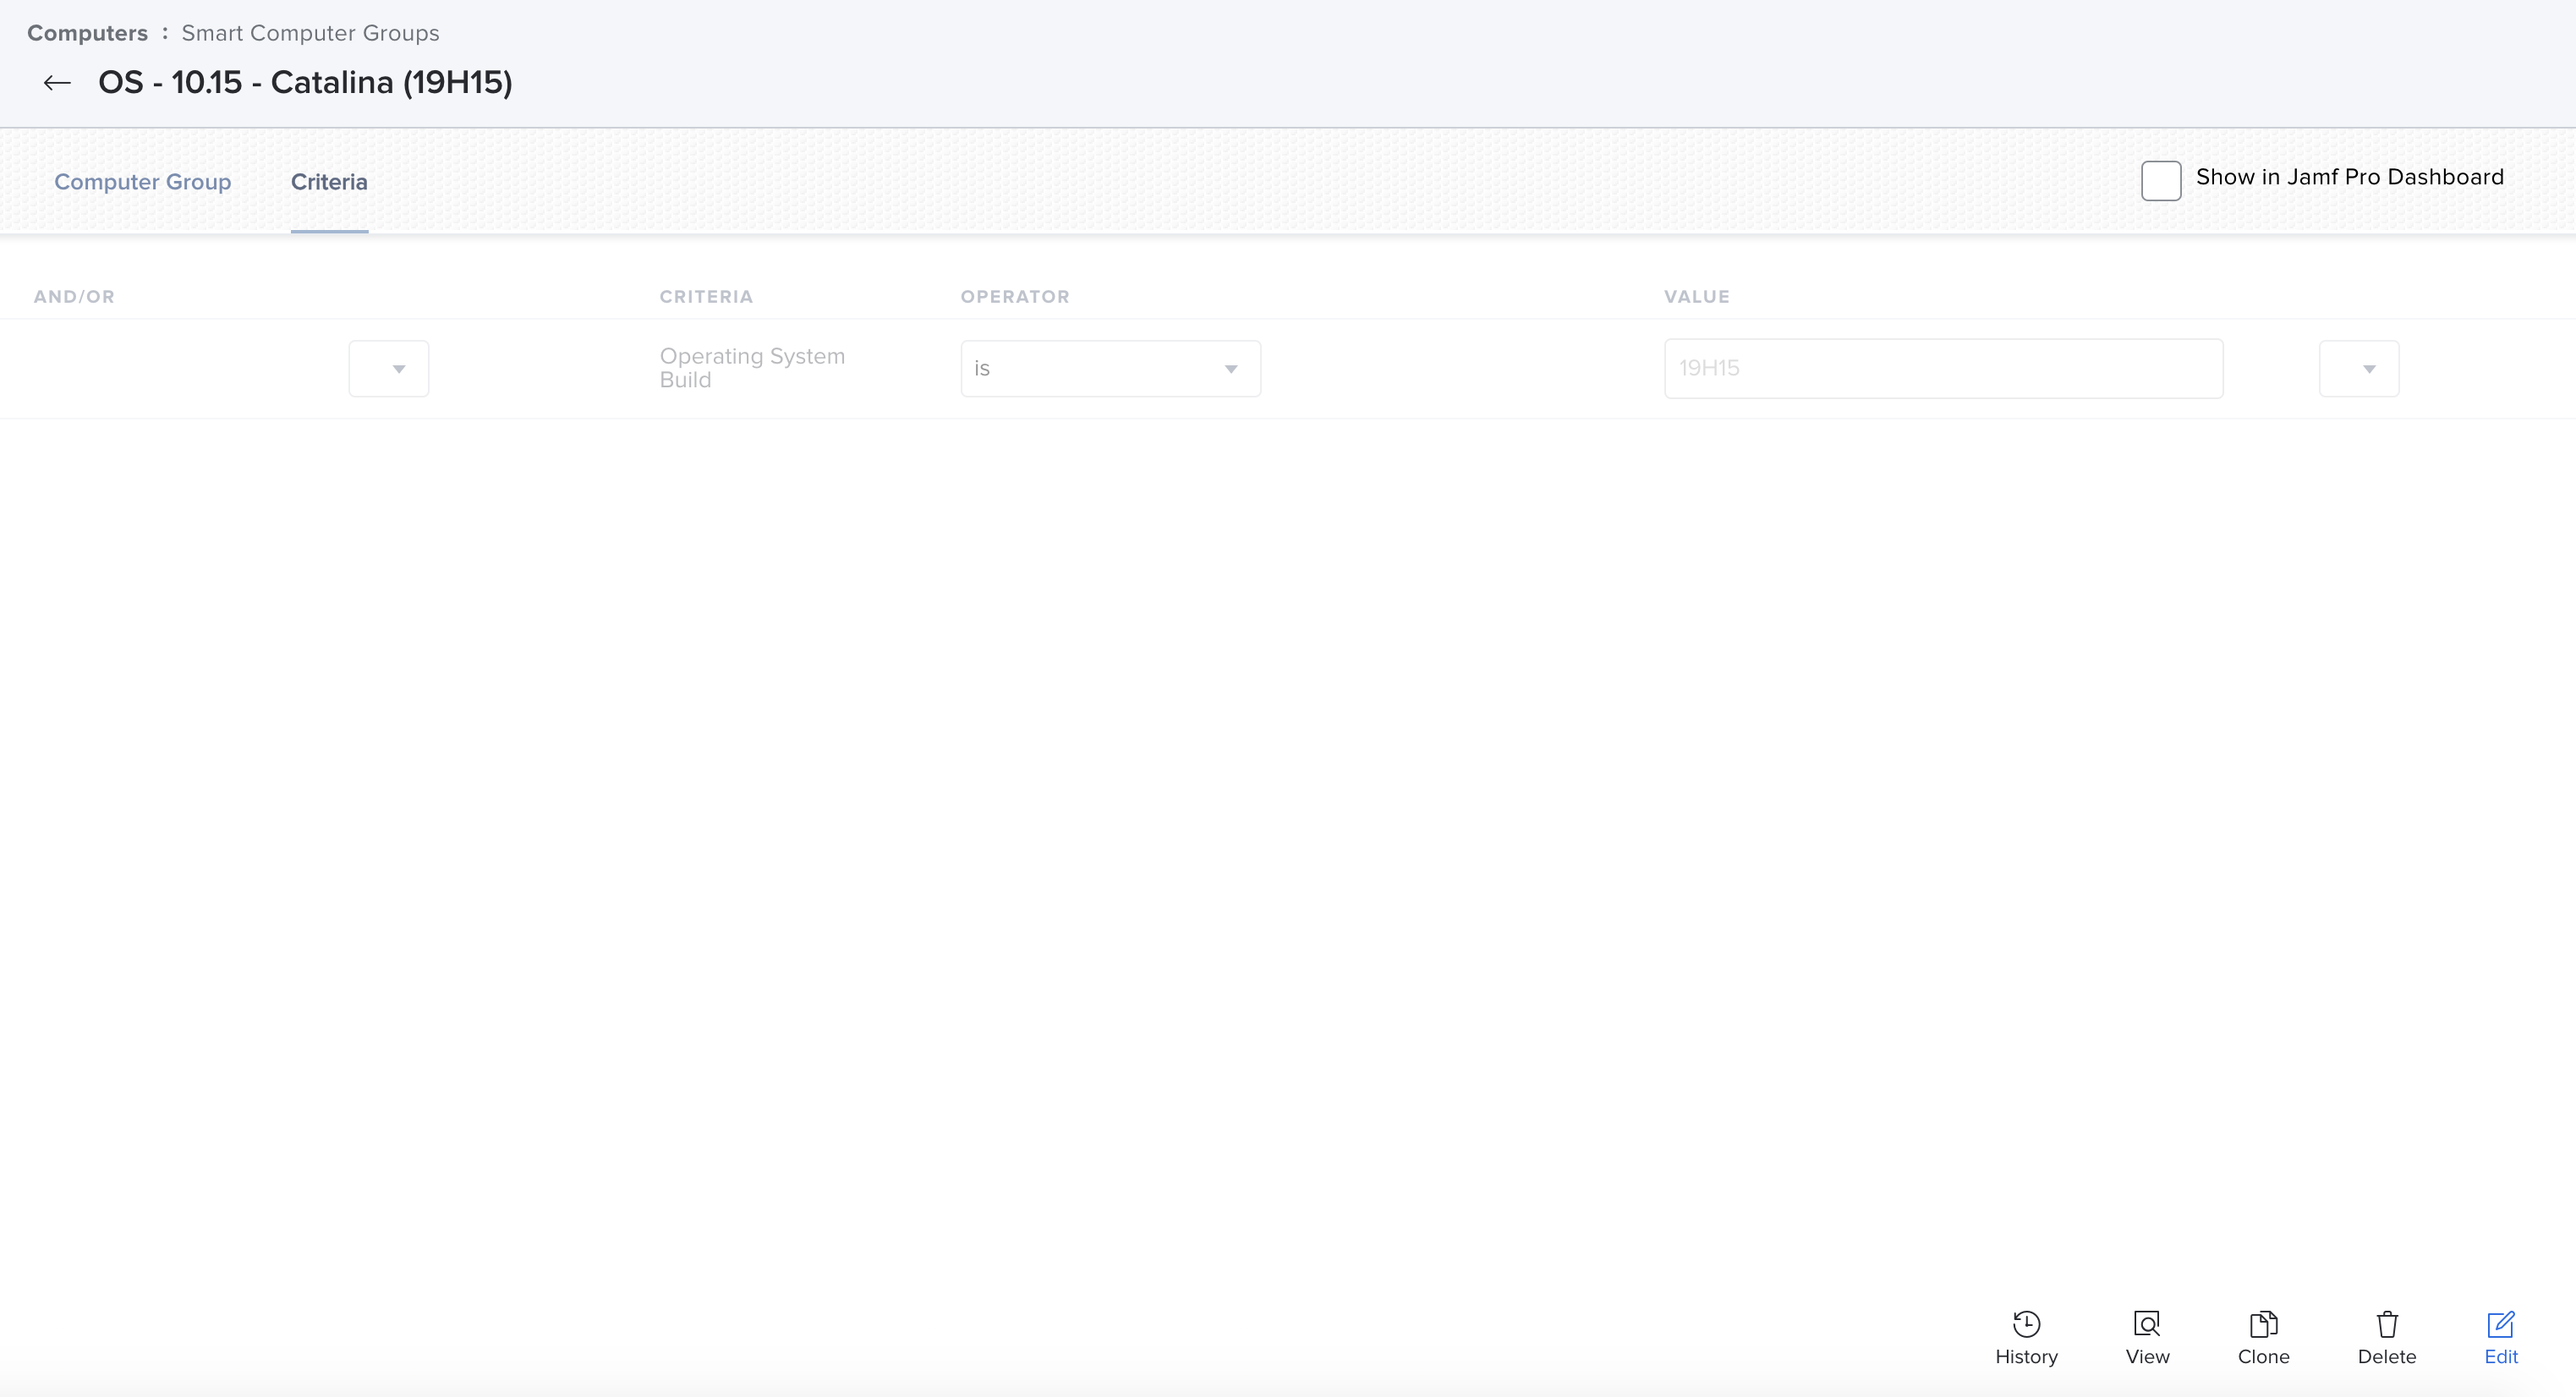 Computers : Smart Computer Groups
OS - 10.15 - Catalina (19H15)
Computer Group Criteria Show in Jamf Pro Dashboard
AND/OR CRITERIA OPERATOR VALUE
Operating System
Build
is
19H15
History View Clone Delete Edit